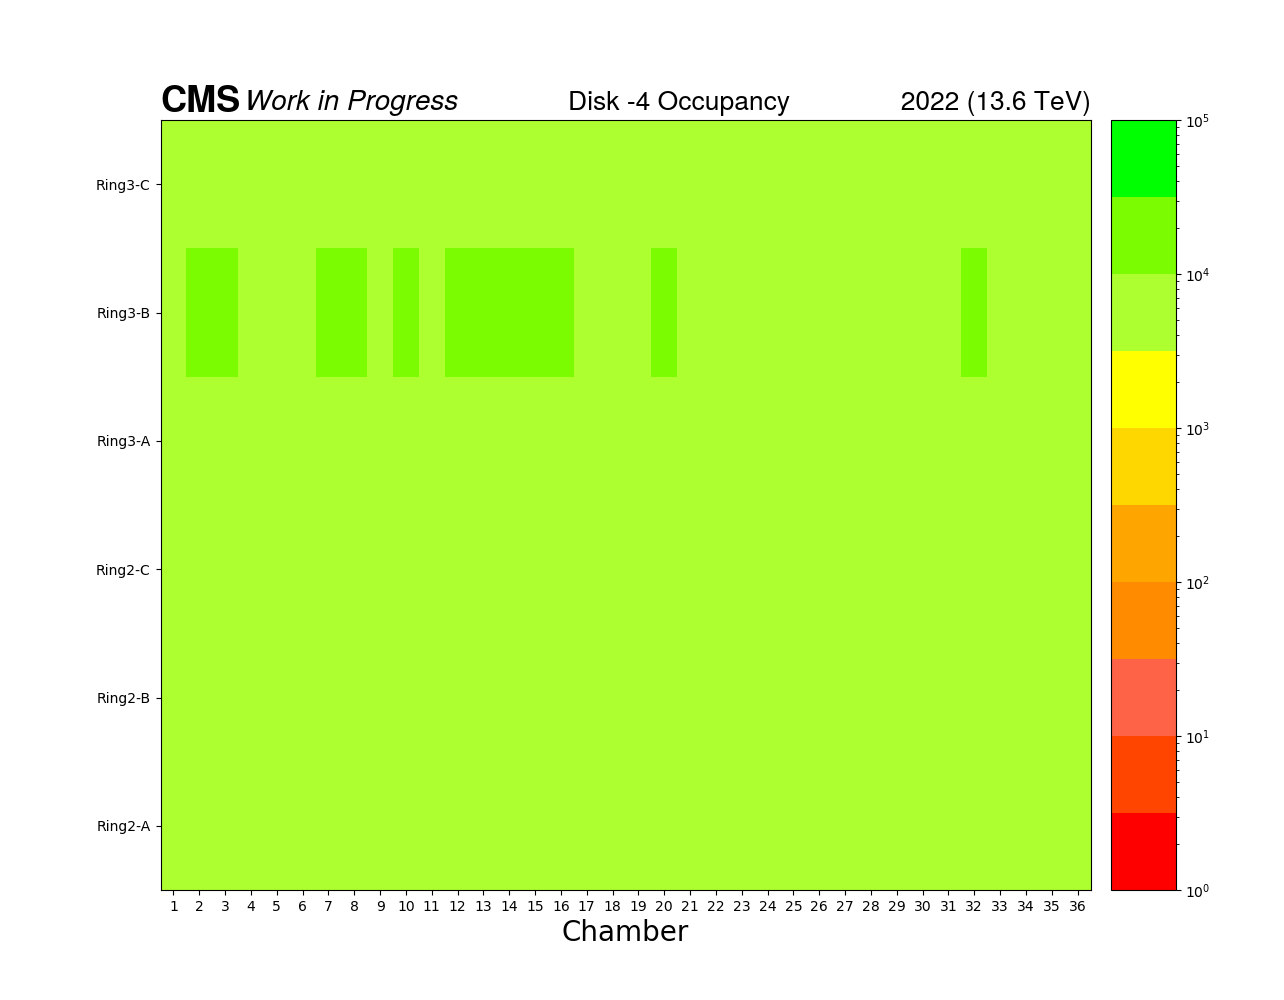 CMS Work in Progress Disk -4 Occupancy 2022 (13.6 TeV)
10^5
Ring3-C
10^4
Ring3-B
10^3
Ring3-A
Ring2-C
10^2
Ring2-B
10^1
Ring2-A
10^0
1 2 3 4 5 6 7 8 9 10 11 12 13 14 15 16 17 18 19 20 21 22 23 24 25 26 27 28 29 30 31 32 33 34 35 36
Chamber